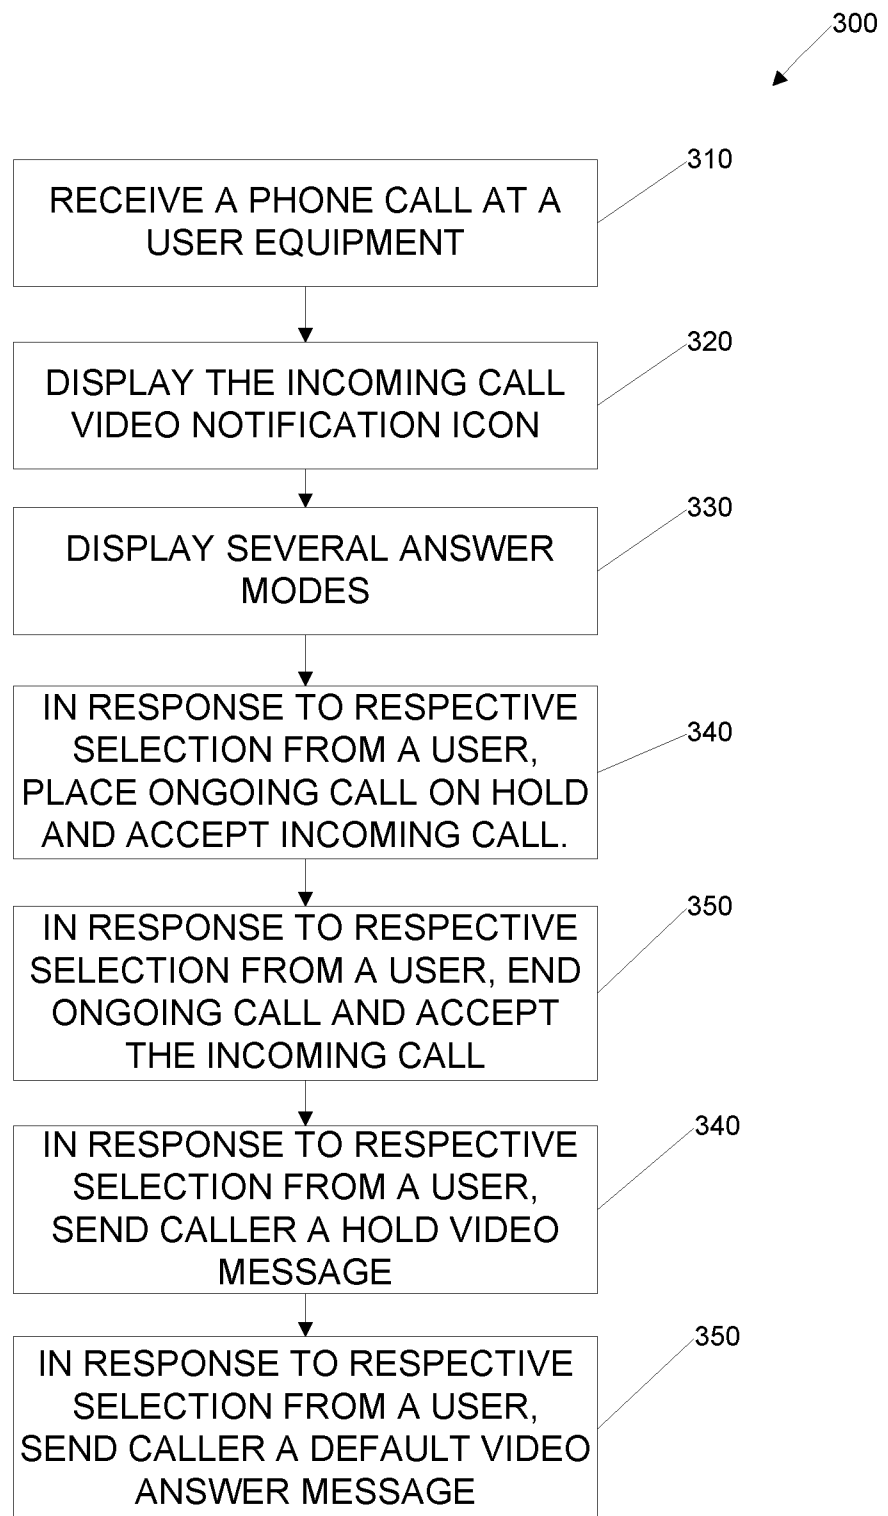 300
310
RECEIVE A PHONE CALL AT A
USER EQUIPMENT
320
DISPLAY THE INCOMING CALL
VIDEO NOTIFICATION ICON
330
DISPLAY SEVERAL ANSWER
MODES
340
IN RESPONSE TO RESPECTIVE
SELECTION FROM A USER,
PLACE ONGOING CALL ON HOLD
AND ACCEPT INCOMING CALL.
350
IN RESPONSE TO RESPECTIVE
SELECTION FROM A USER, END
ONGOING CALL AND ACCEPT
THE INCOMING CALL
340
IN RESPONSE TO RESPECTIVE
SELECTION FROM A USER,
SEND CALLER A HOLD VIDEO
MESSAGE
350
IN RESPONSE TO RESPECTIVE
SELECTION FROM A USER,
SEND CALLER A DEFAULT VIDEO
ANSWER MESSAGE